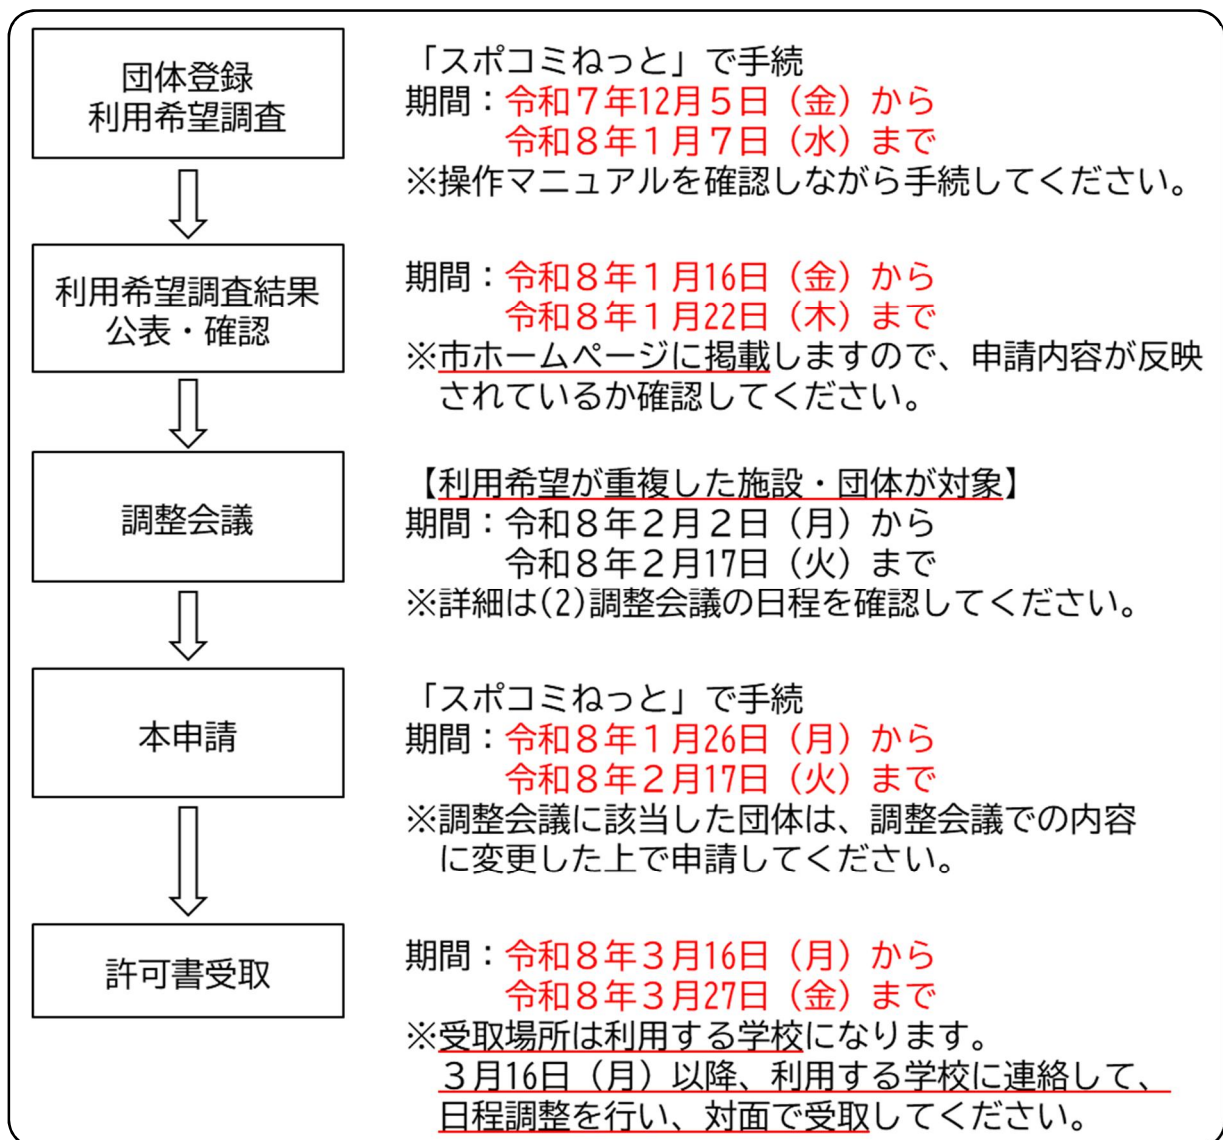 団体登録
利用希望調査
「スポコミねっと」で手続
期間：令和７年12月５日（金）から
令和８年１月７日（水）まで
※操作マニュアルを確認しながら手続してください。
利用希望調査結果
公表・確認
期間：令和８年１月16日（金）から
令和８年１月22日（木）まで
※市ホームページに掲載しますので、申請内容が反映
されているか確認してください。
調整会議
【利用希望が重複した施設・団体が対象】
期間：令和８年２月２日（月）から
令和８年２月17日（火）まで
※詳細は(2)調整会議の日程を確認してください。
本申請
「スポコミねっと」で手続
期間：令和８年１月26日（月）から
令和８年２月17日（火）まで
※調整会議に該当した団体は、調整会議での内容
に変更した上で申請してください。
許可書受取
期間：令和８年３月16日（月）から
令和８年３月27日（金）まで
※受取場所は利用する学校になります。
３月16日（月）以降、利用する学校に連絡して、
日程調整を行い、対面で受取してください。